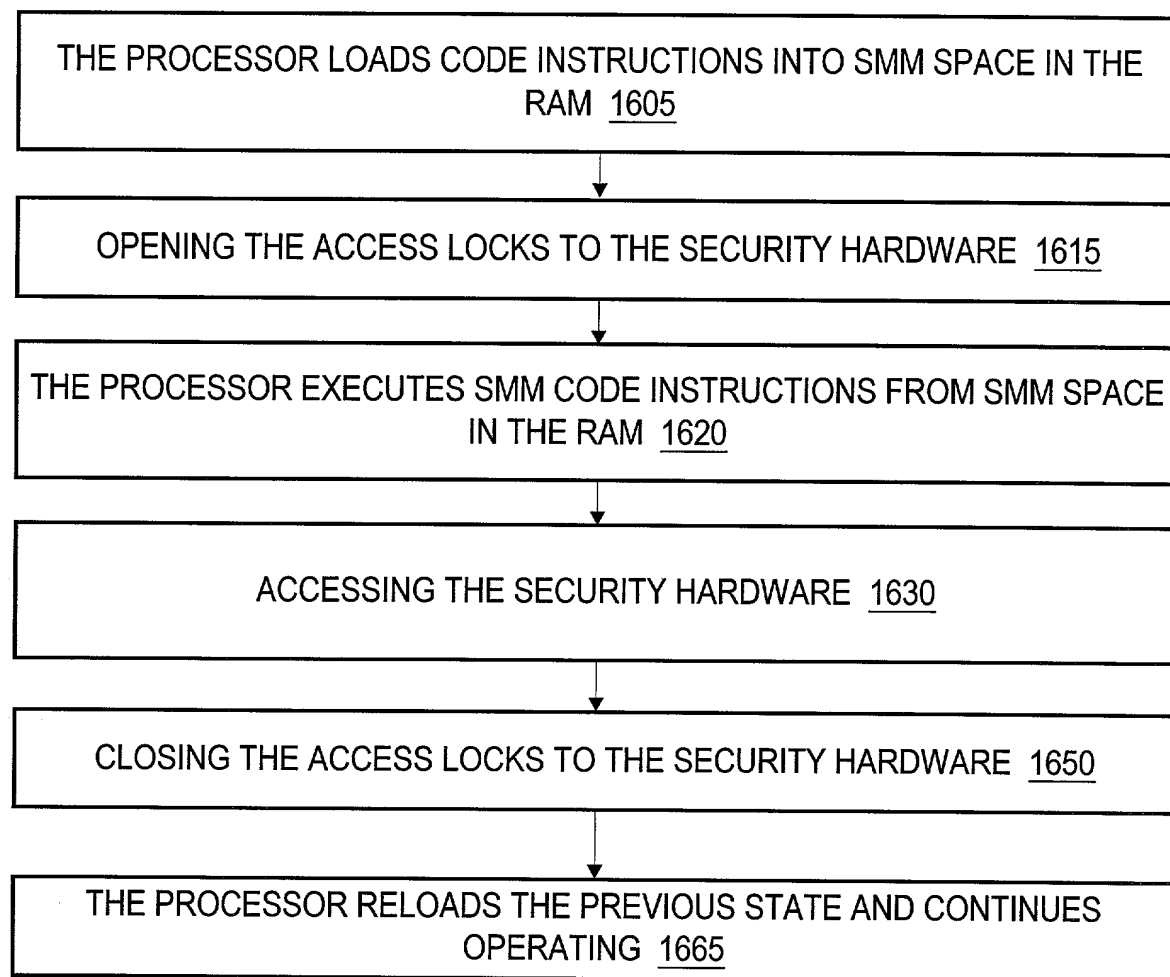 THE PROCESSOR LOADS CODE INSTRUCTIONS INTO SMM SPACE IN THE
RAM 1605
OPENING THE ACCESS LOCKS TO THE SECURITY HARDWARE 1615
THE PROCESSOR EXECUTES SMM CODE INSTRUCTIONS FROM SMM SPACE
IN THE RAM 1620
ACCESSING THE SECURITY HARDWARE 1630
CLOSING THE ACCESS LOCKS TO THE SECURITY HARDWARE 1650
THE PROCESSOR RELOADS THE PREVIOUS STATE AND CONTINUES
OPERATING 1665